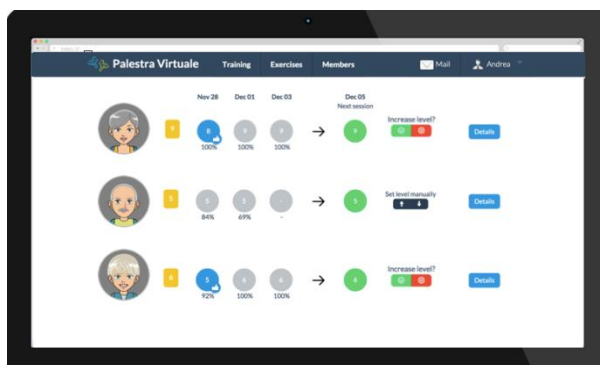 Palestra Virtuale Training Exercises Members Mail Andrea
Nov 28 Dec 01 Dec 03 Dec 05
Next session
Increase level?
9 8 9 9 → 9 Details
100% 100% 100%
Set level manually
5 5 5 - → 5 Details
84% 69% -
Increase level?
6 5 6 6 → 6 Details
92% 100% 100%